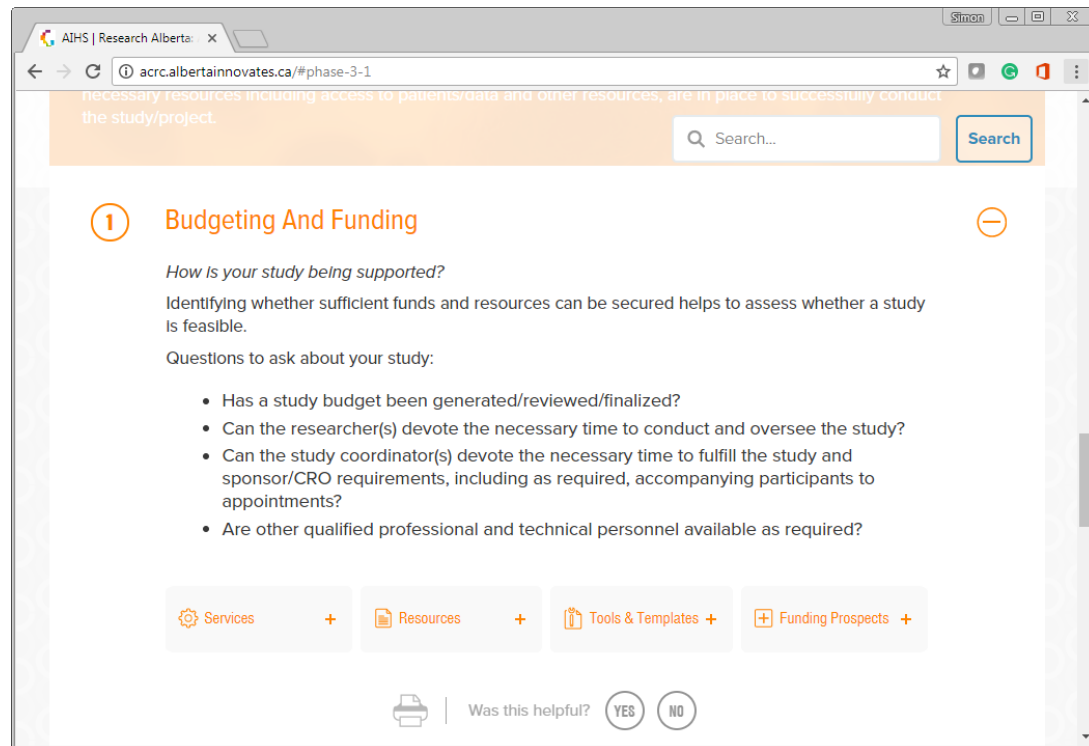 Simon
AIHS | Research Alberta:
acrc.albertainnovates.ca/#phase-3-1
necessary resources including access to patients/data and other resources, are in place to successfully conduct
the study/project.
Search...
Search
1
Budgeting And Funding
How is your study being supported?
Identifying whether sufficient funds and resources can be secured helps to assess whether a study
is feasible.
Questions to ask about your study:
• Has a study budget been generated/reviewed/finalized?
• Can the researcher(s) devote the necessary time to conduct and oversee the study?
• Can the study coordinator(s) devote the necessary time to fulfill the study and
sponsor/CRO requirements, including as required, accompanying participants to
appointments?
• Are other qualified professional and technical personnel available as required?
Services +
Resources +
Tools & Templates +
Funding Prospects +
Was this helpful? YES NO